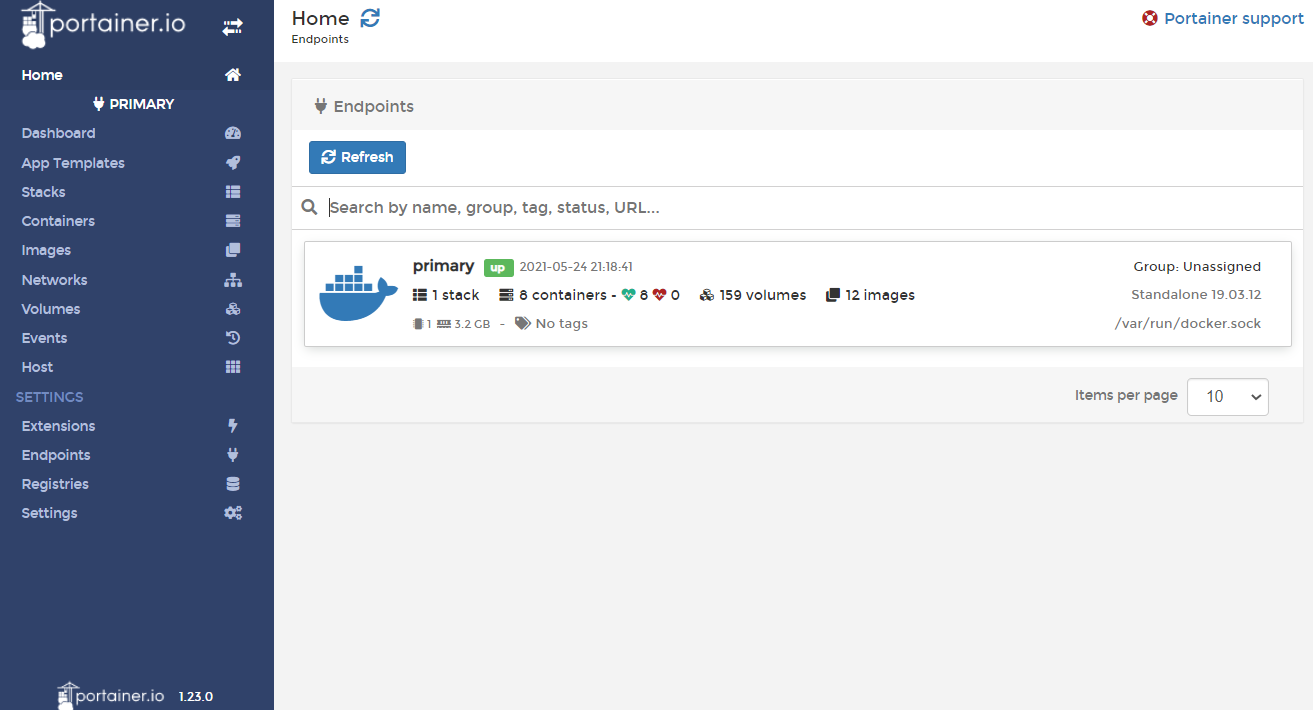 portainer.io
Home
PRIMARY
Dashboard
App Templates
Stacks
Containers
Images
Networks
Volumes
Events
Host
SETTINGS
Extensions
Endpoints
Registries
Settings
portainer.io 1.23.0
Home
Portainer support
Endpoints
Endpoints
Refresh
Search by name, group, tag, status, URL...
primary up 2021-05-24 21:18:41 Group: Unassigned
1 stack 8 containers - 8 0 159 volumes 12 images Standalone 19.03.12
1 3.2 GB - No tags /var/run/docker.sock
Items per page 10